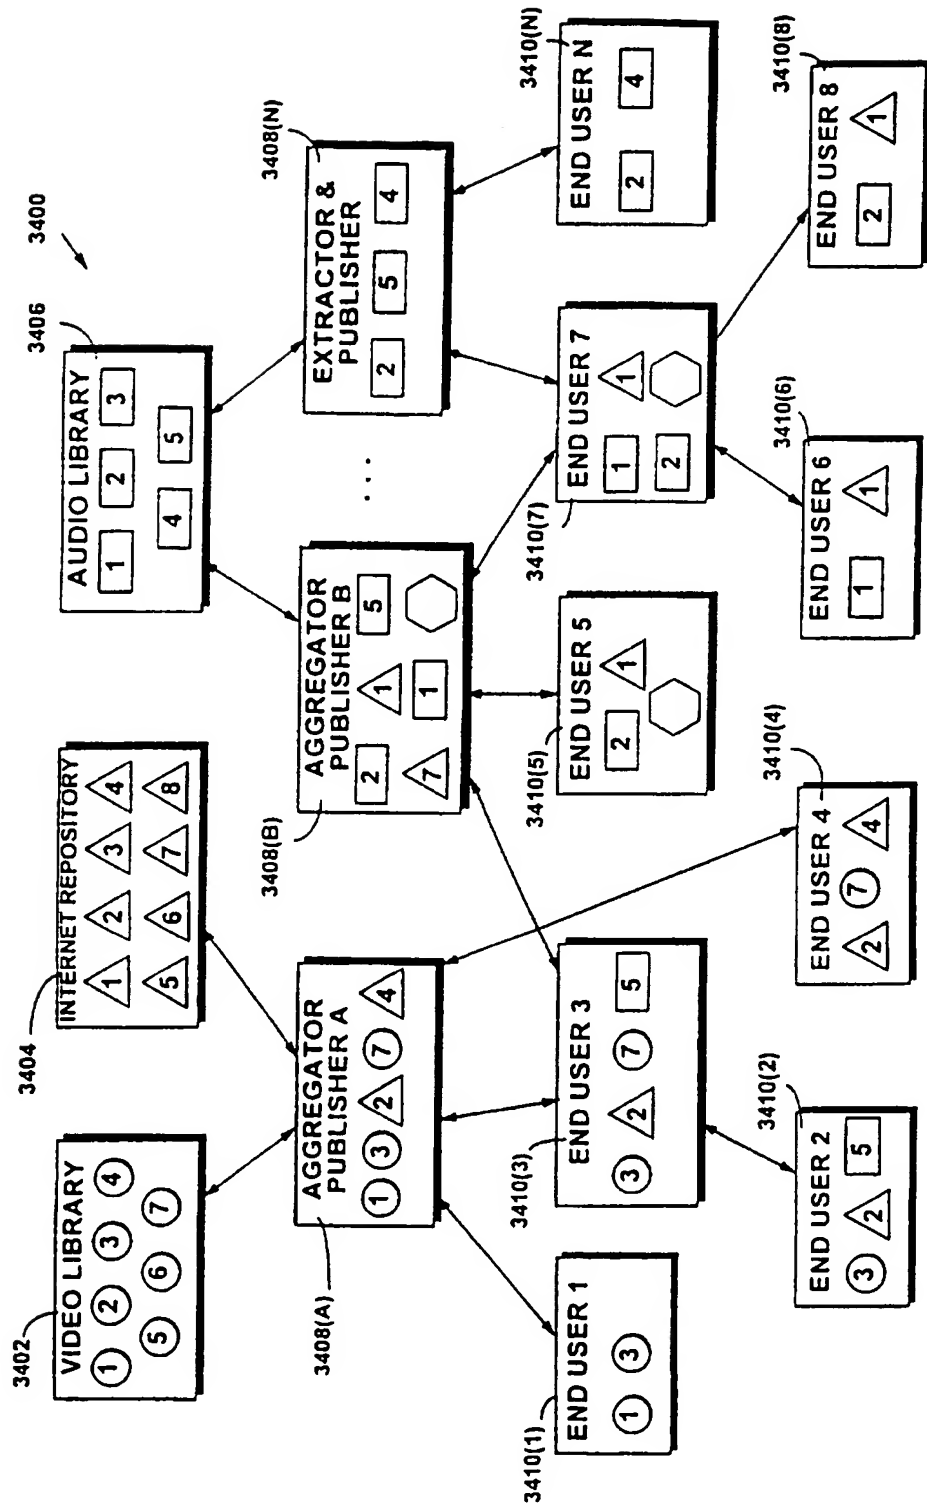 3400
3402
VIDEO LIBRARY
1 2 3 4
5 6 7
3404
INTERNET REPOSITORY
1 2 3 4
5 6 7 8
3406
AUDIO LIBRARY
1 2 3
4 5
3408(A)
AGGREGATOR
PUBLISHER A
1 3 2 7 4
3408(B)
AGGREGATOR
PUBLISHER B
2 1 5
7 1
. . .
3408(N)
EXTRACTOR &
PUBLISHER
2 5 4
3410(1)
END USER 1
1 3
3410(3)
END USER 3
3 2 7 5
3410(5)
END USER 5
2 1
3410(7)
END USER 7
1 1
2
3410(N)
END USER N
2 4
3410(2)
END USER 2
3 2 5
3410(4)
END USER 4
2 7 4
3410(6)
END USER 6
1 1
3410(8)
END USER 8
2 1